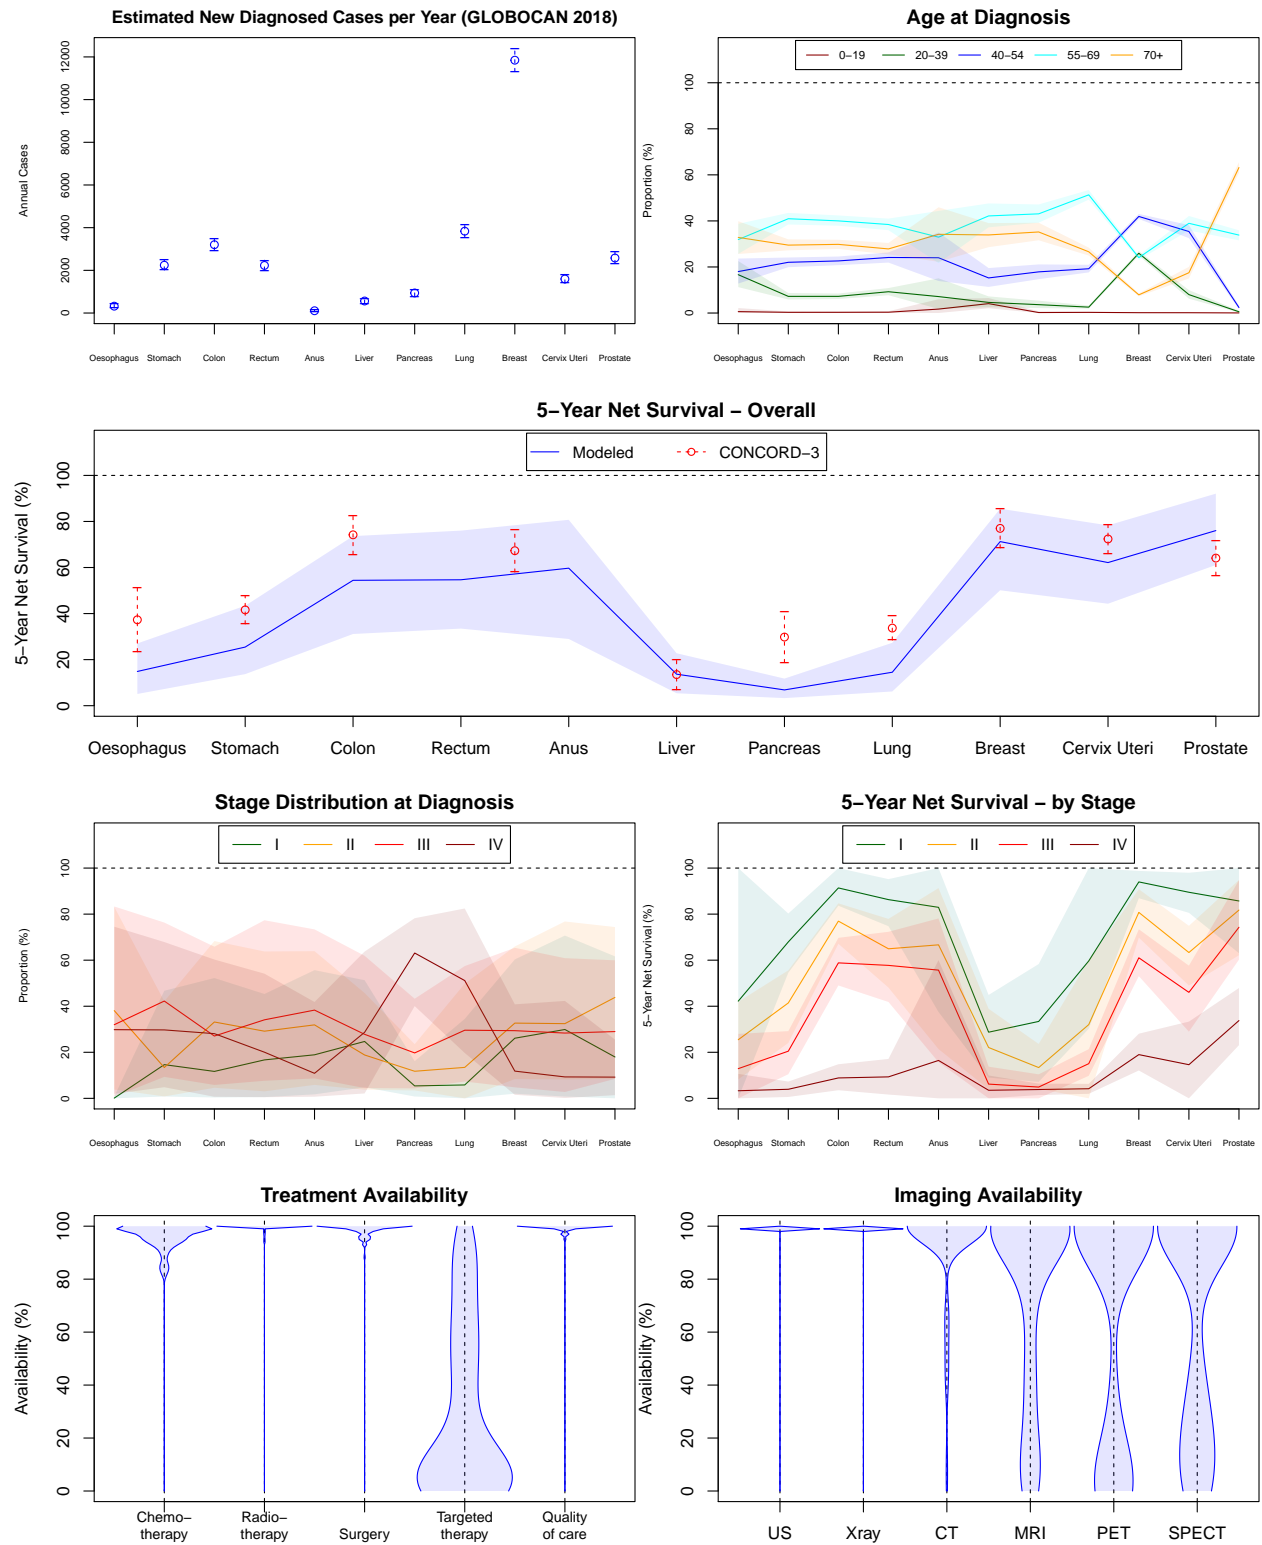 Estimated New Diagnosed Cases per Year (GLOBOCAN 2018)
Annual Cases
12000
10000
8000
6000
4000
2000
0
Oesophagus Stomach Colon Rectum Anus Liver Pancreas Lung Breast Cervix Uteri Prostate
Age at Diagnosis
0−19 20−39 40−54 55−69 70+
Proportion (%)
100
80
60
40
20
0
Oesophagus Stomach Colon Rectum Anus Liver Pancreas Lung Breast Cervix Uteri Prostate
5−Year Net Survival − Overall
Modeled CONCORD−3
5−Year Net Survival (%)
100
80
60
40
20
0
Oesophagus Stomach Colon Rectum Anus Liver Pancreas Lung Breast Cervix Uteri Prostate
Stage Distribution at Diagnosis
I II III IV
Proportion (%)
100
80
60
40
20
0
Oesophagus Stomach Colon Rectum Anus Liver Pancreas Lung Breast Cervix Uteri Prostate
5−Year Net Survival − by Stage
I II III IV
5−Year Net Survival (%)
100
80
60
40
20
0
Oesophagus Stomach Colon Rectum Anus Liver Pancreas Lung Breast Cervix Uteri Prostate
Treatment Availability
Availability (%)
100
80
60
40
20
0
Chemo−
therapy
Radio−
therapy
Surgery
Targeted
therapy
Quality
of care
Imaging Availability
Availability (%)
100
80
60
40
20
0
US Xray CT MRI PET SPECT